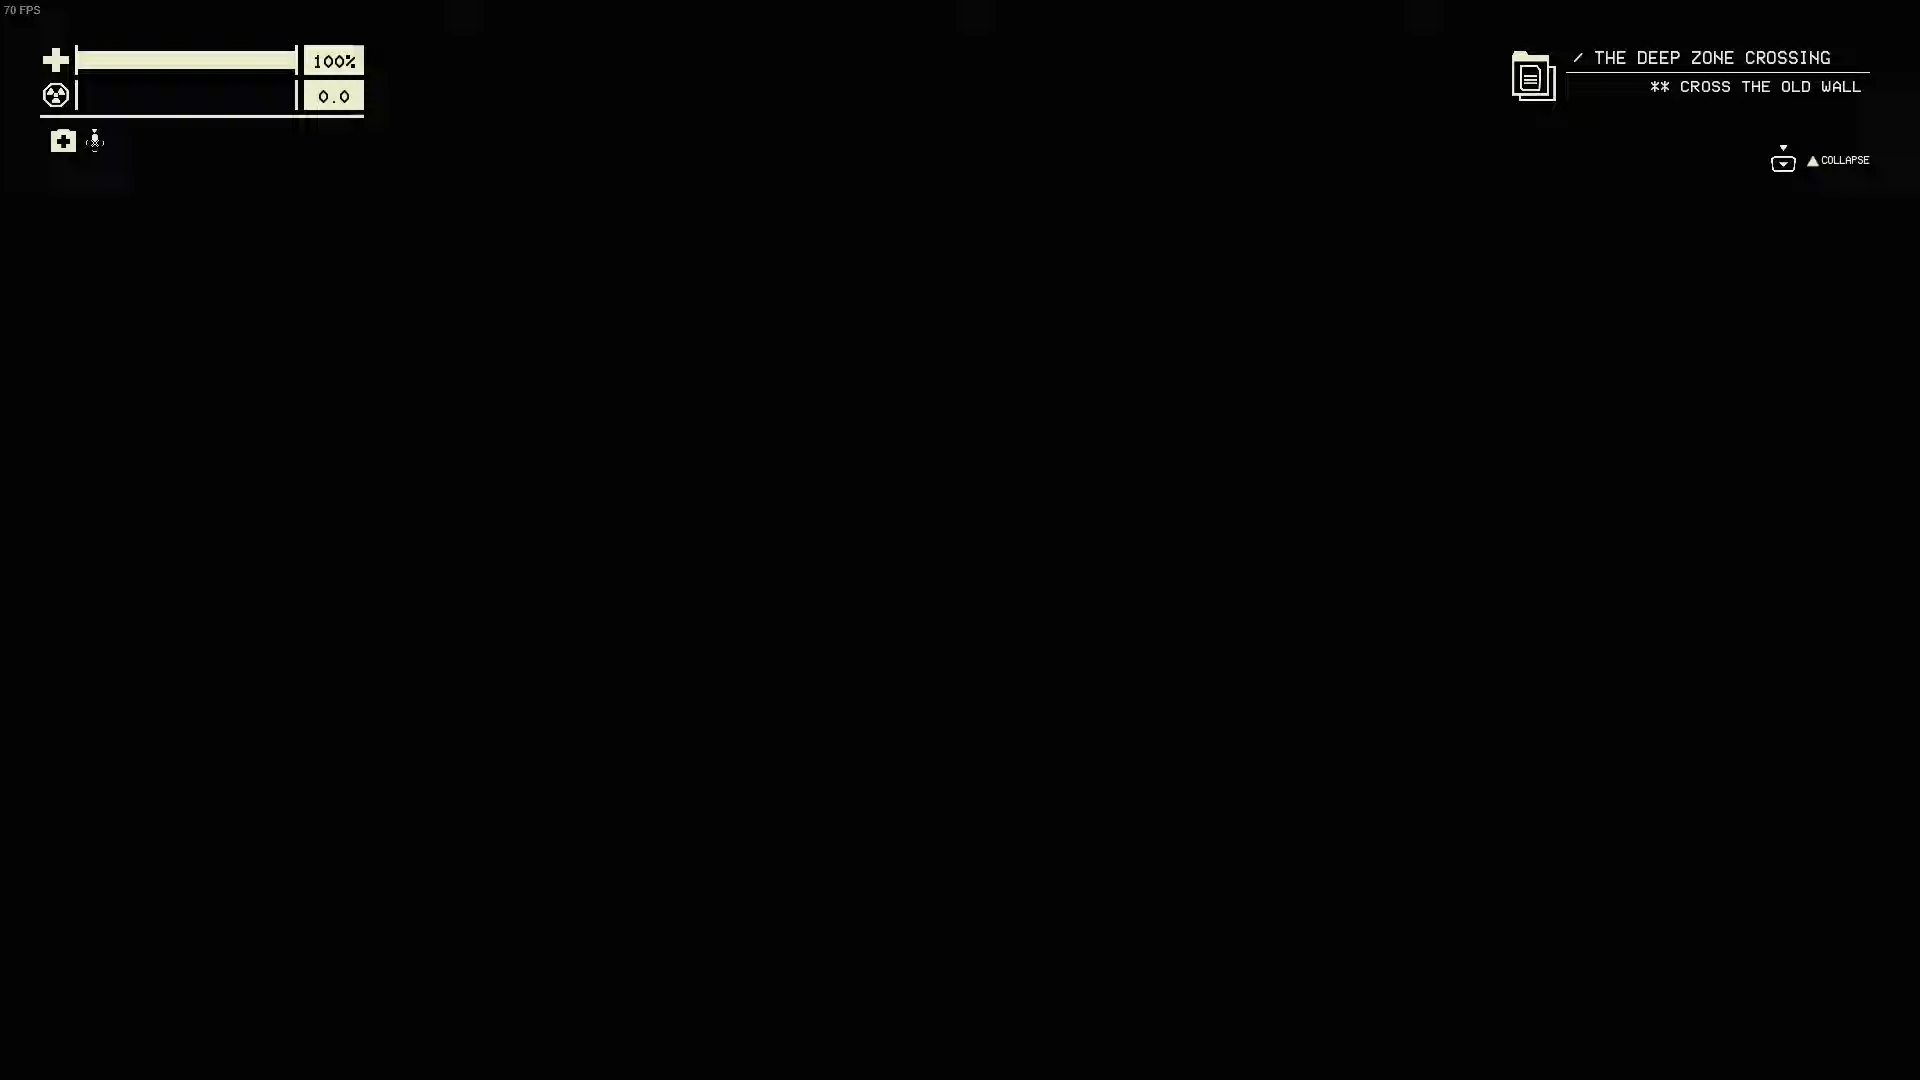 70 FPS
100%
0.0
/ THE DEEP ZONE CROSSING
** CROSS THE OLD WALL
COLLAPSE